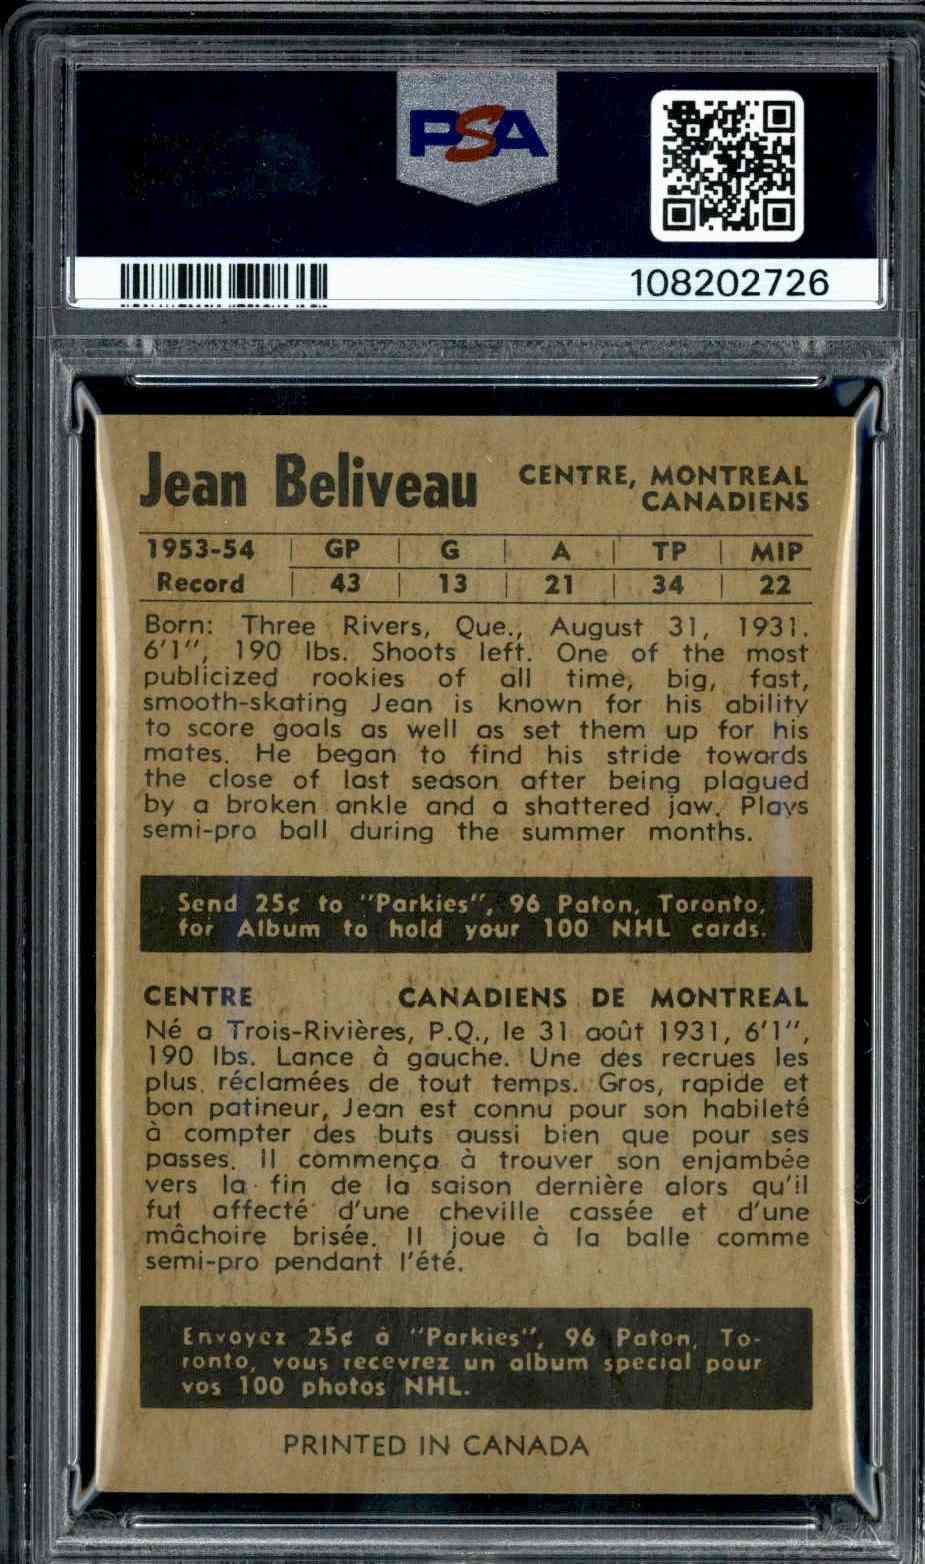 PSA
108202726
Jean Beliveau
CENTRE, MONTREAL
CANADIENS
1953-54 | GP | G | A | TP | MIP
Record | 43 | 13 | 21 | 34 | 22
Born: Three Rivers, Que., August 31, 1931.
6'1", 190 lbs. Shoots left. One of the most
publicized rookies of all time, big, fast,
smooth-skating Jean is known for his ability
to score goals as well as set them up for his
mates. He began to find his stride towards
the close of last season after being plagued
by a broken ankle and a shattered jaw. Plays
semi-pro ball during the summer months.
Send 25¢ to "Parkies", 96 Paton, Toronto,
for Album to hold your 100 NHL cards.
CENTRE CANADIENS DE MONTREAL
Né a Trois-Rivières, P.Q., le 31 août 1931, 6'1",
190 lbs. Lance à gauche. Une des recrues les
plus réclamées de tout temps. Gros, rapide et
bon patineur, Jean est connu pour son habileté
à compter des buts aussi bien que pour ses
passes. Il commença à trouver son enjambée
vers la fin de la saison dernière alors qu'il
fut affecté d'une cheville cassée et d'une
mâchoire brisée. Il joue à la balle comme
semi-pro pendant l'été.
Envoyez 25¢ à "Parkies", 96 Paton, To-
ronto, vous recevrez un album special pour
vos 100 photos NHL.
PRINTED IN CANADA